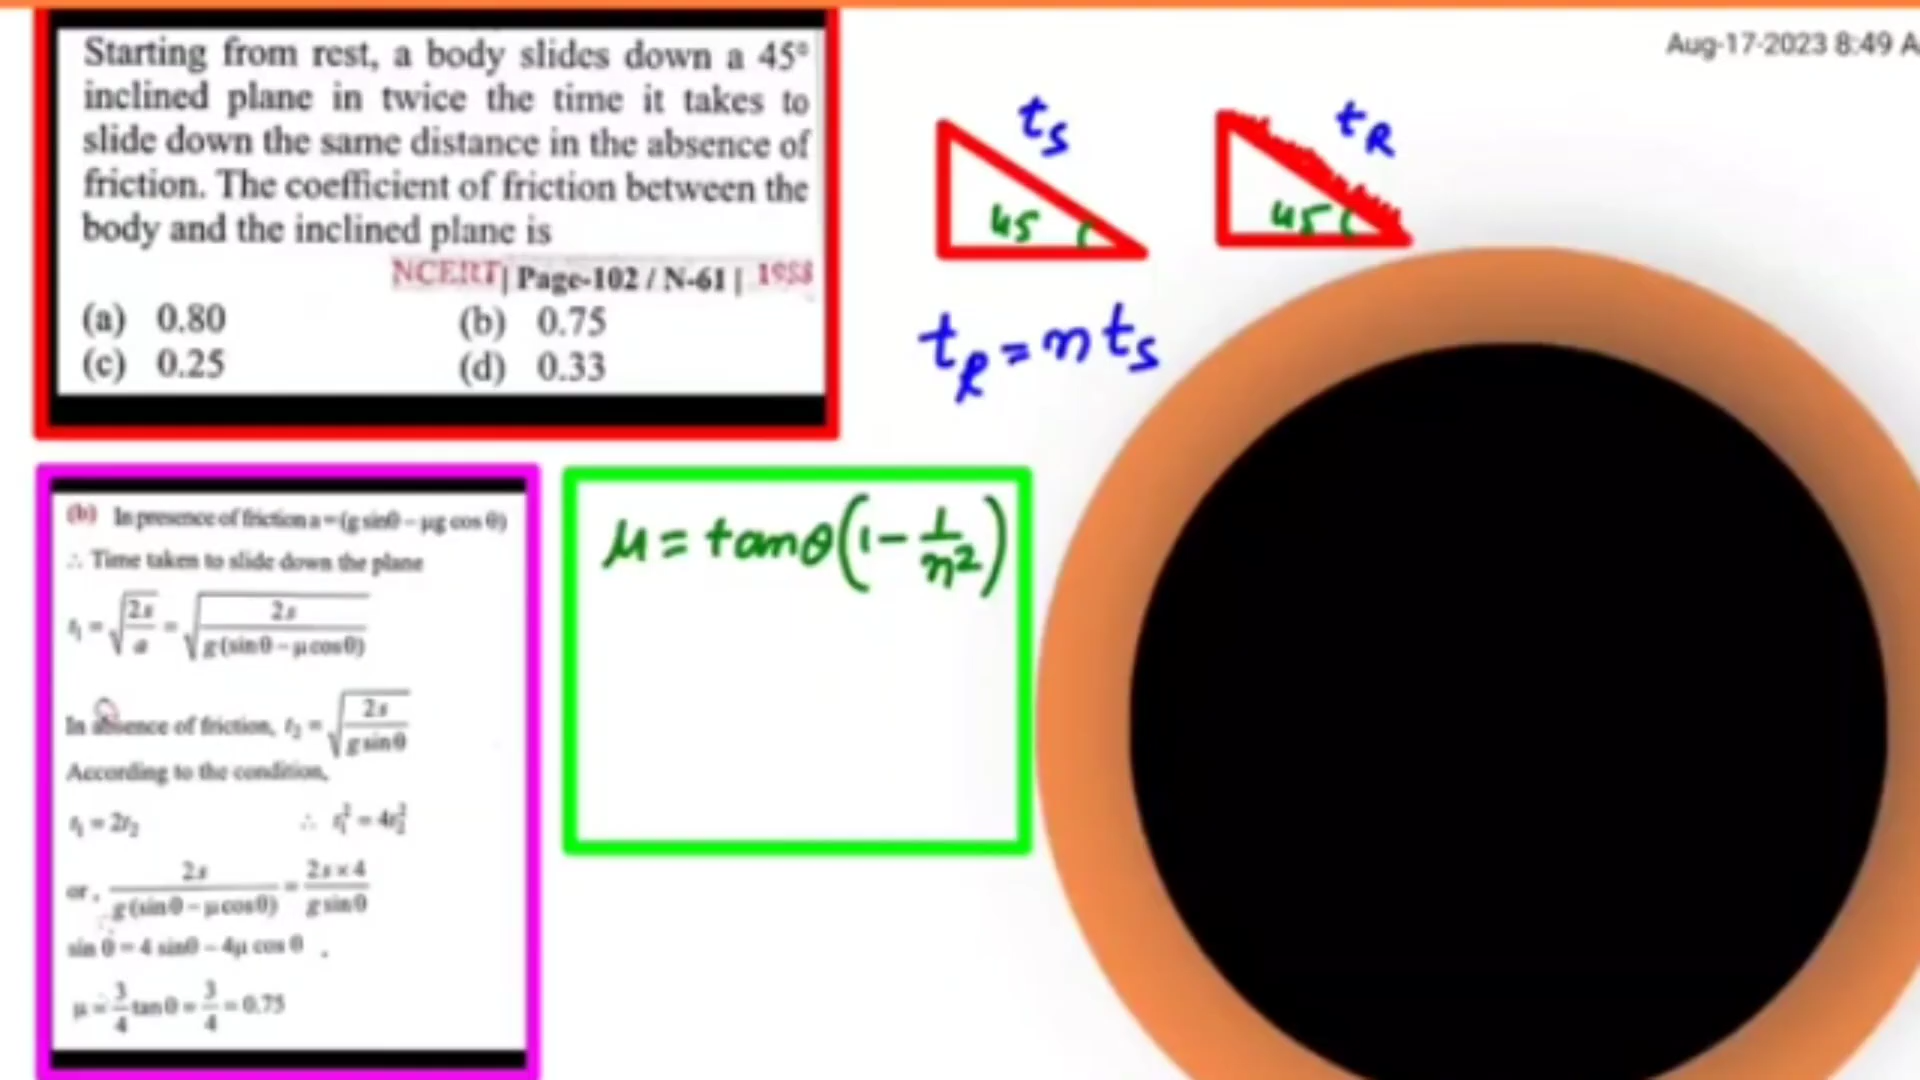 Aug-17-2023 8:49 A
Starting from rest, a body slides down a 45°
inclined plane in twice the time it takes to
slide down the same distance in the absence of
friction. The coefficient of friction between the
body and the inclined plane is
NCERT | Page-102 / N-61 | 1988
(a) 0.80 (b) 0.75
(c) 0.25 (d) 0.33
tS
45
tR
45
tR = n tS
(b) In presence of friction a = (g sinθ – μg cos θ)
∴ Time taken to slide down the plane
t₁ = √(2s/a) = √(2s/g(sinθ – μcosθ))
In absence of friction, t₂ = √(2s/g sinθ)
According to the condition,
t₁ = 2t₂ ∴ t₁² = 4t₂²
or, 2s/g(sinθ – μcosθ) = 2s × 4/g sinθ
sin θ = 4 sinθ – 4μ cos θ
μ = 3/4 tanθ = 3/4 = 0.75
μ = tanθ(1 - 1/n²)